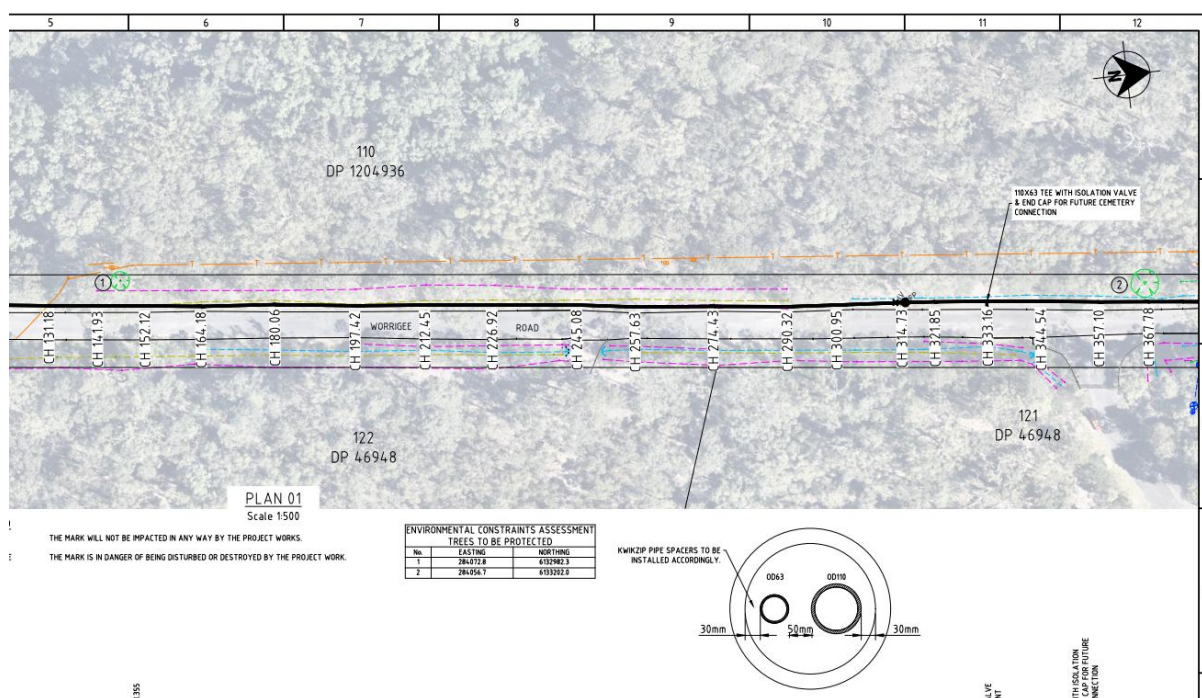 5 6 7 8 9 10 11 12
N
110
DP 1204936
110X63 TEE WITH ISOLATION VALVE
& END CAP FOR FUTURE CEMETERY
CONNECTION
1
2
T T T T T T T T
WORRIGEE ROAD
CH 131.18
CH 141.93
CH 152.12
CH 164.18
CH 180.06
CH 197.42
CH 212.45
CH 226.92
CH 245.08
CH 257.63
CH 274.43
CH 290.32
CH 300.95
CH 314.73
CH 321.85
CH 333.16
CH 344.54
CH 357.10
CH 367.78
122
DP 46948
121
DP 46948
PLAN 01
Scale 1:500
THE MARK WILL NOT BE IMPACTED IN ANY WAY BY THE PROJECT WORKS.
THE MARK IS IN DANGER OF BEING DISTURBED OR DESTROYED BY THE PROJECT WORK.
ENVIRONMENTAL CONSTRAINTS ASSESSMENT
TREES TO BE PROTECTED
No. EASTING NORTHING
1 284072.8 6132982.3
2 284056.7 6133202.0
KWIKZIP PIPE SPACERS TO BE
INSTALLED ACCORDINGLY.
OD63 OD110
30mm 50mm 30mm